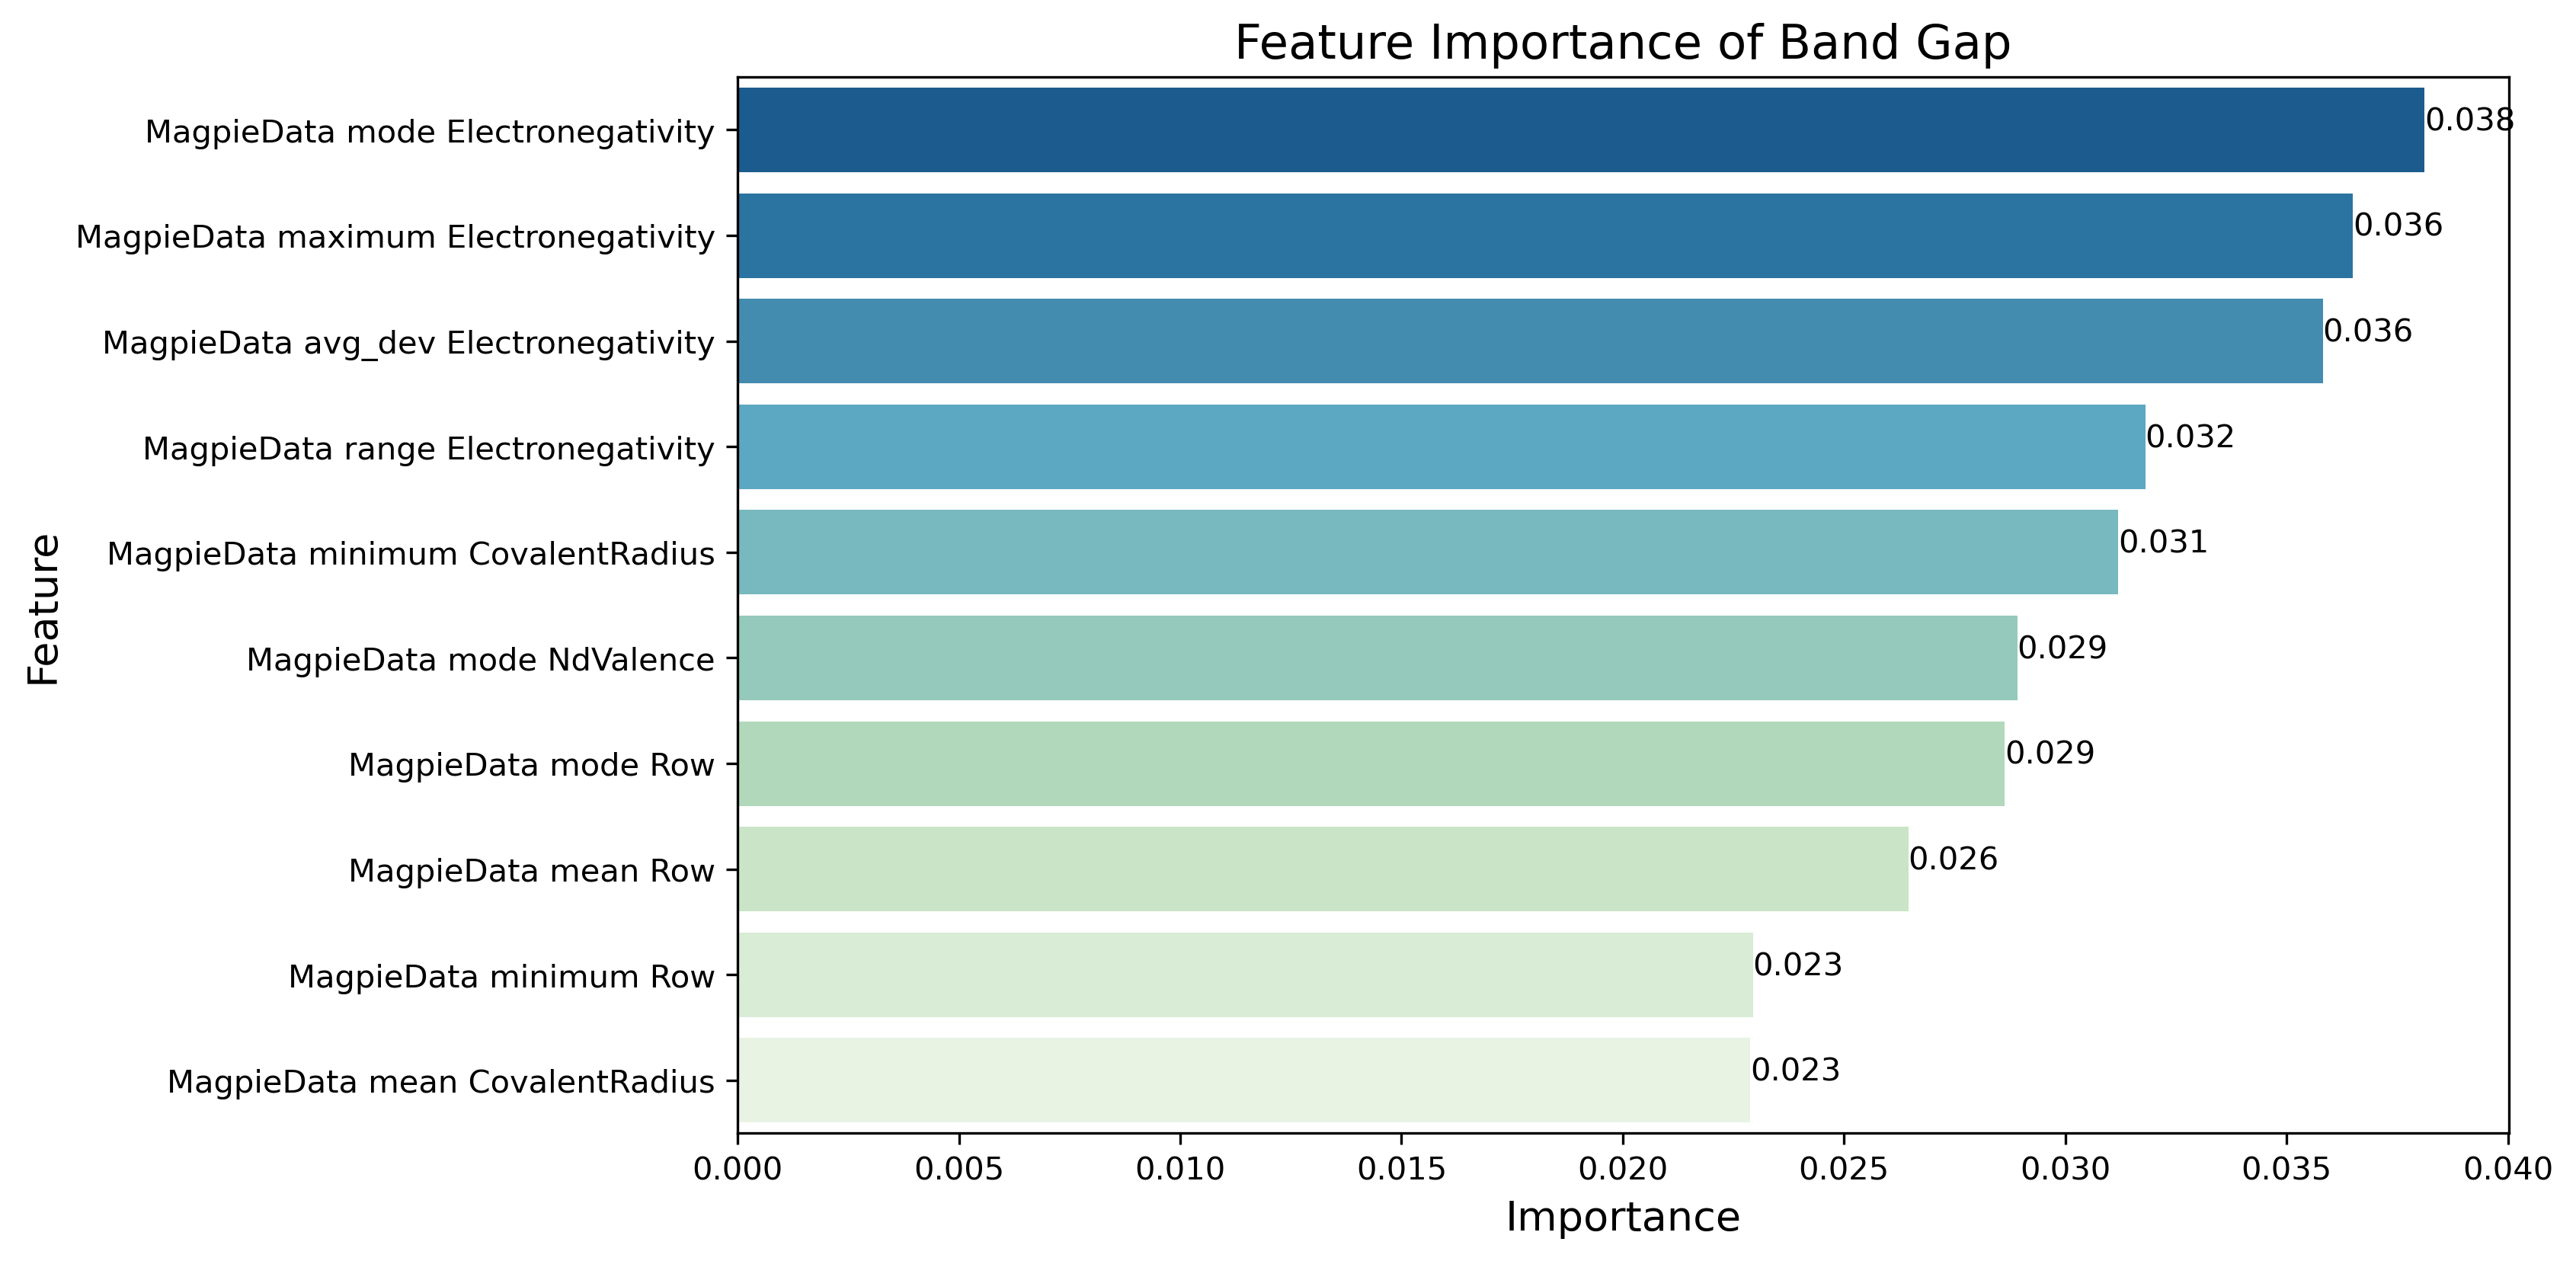 Feature Importance of Band Gap
MagpieData mode Electronegativity
0.038
MagpieData maximum Electronegativity
0.036
MagpieData avg_dev Electronegativity
0.036
MagpieData range Electronegativity
0.032
MagpieData minimum CovalentRadius
0.031
MagpieData mode NdValence
0.029
MagpieData mode Row
0.029
MagpieData mean Row
0.026
MagpieData minimum Row
0.023
MagpieData mean CovalentRadius
0.023
Feature
0.000 0.005 0.010 0.015 0.020 0.025 0.030 0.035 0.040
Importance